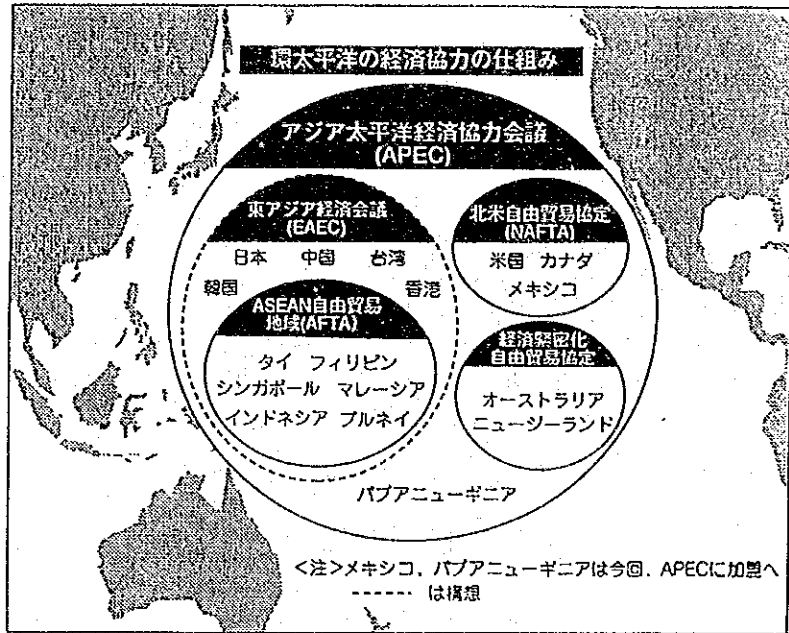 環太平洋の経済協力の仕組み
アジア太平洋経済協力会議
(APEC)
東アジア経済会議
(EAEC)
日本 中国 台湾
韓国 香港
ASEAN自由貿易
地域(AFTA)
タイ フィリピン
シンガポール マレーシア
インドネシア ブルネイ
北米自由貿易協定
(NAFTA)
米国 カナダ
メキシコ
経済緊密化
自由貿易協定
オーストラリア
ニュージーランド
パプアニューギニア
<注>メキシコ、パプアニューギニアは今回、APECに加盟へ
------ は構想